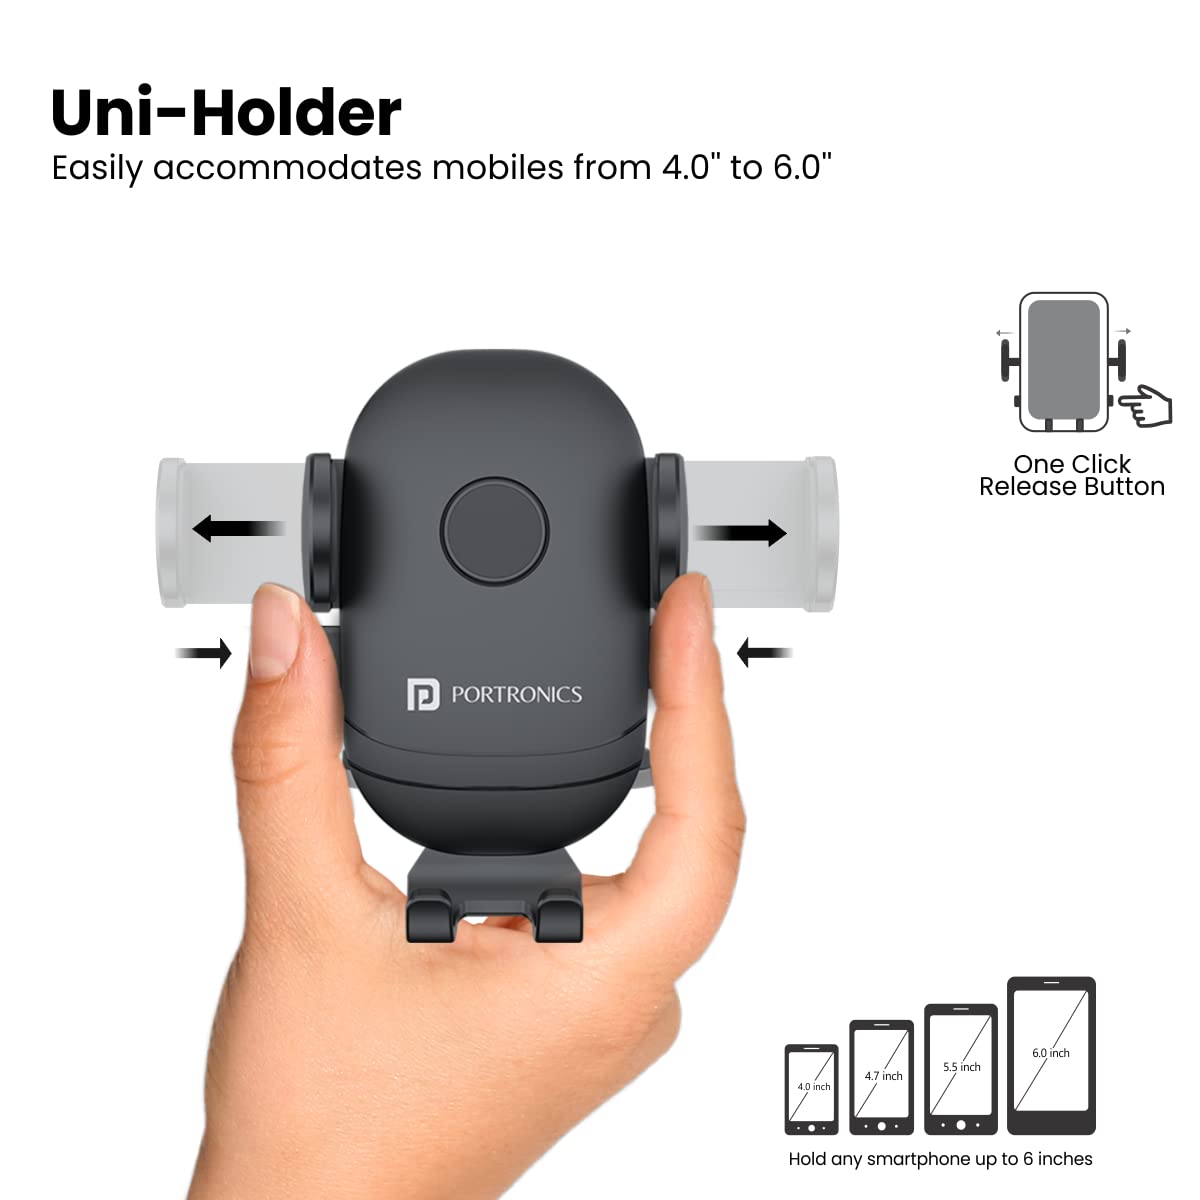 Uni-Holder
Easily accommodates mobiles from 4.0" to 6.0"
One Click
Release Button
PORTRONICS
4.0 inch
4.7 inch
5.5 inch
6.0 inch
Hold any smartphone up to 6 inches